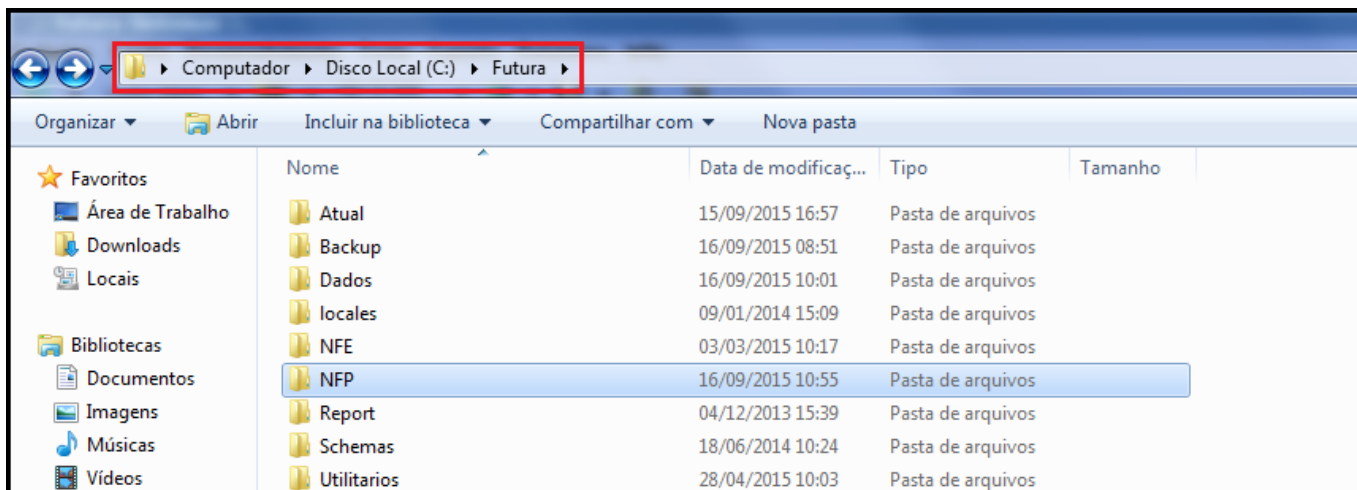 Computador Disco Local (C:) Futura
Organizar Abrir Incluir na biblioteca Compartilhar com Nova pasta
Favoritos
Área de Trabalho
Downloads
Locais
Bibliotecas
Documentos
Imagens
Músicas
Vídeos
Nome Data de modificaç... Tipo Tamanho
Atual 15/09/2015 16:57 Pasta de arquivos
Backup 16/09/2015 08:51 Pasta de arquivos
Dados 16/09/2015 10:01 Pasta de arquivos
locales 09/01/2014 15:09 Pasta de arquivos
NFE 03/03/2015 10:17 Pasta de arquivos
NFP 16/09/2015 10:55 Pasta de arquivos
Report 04/12/2013 15:39 Pasta de arquivos
Schemas 18/06/2014 10:24 Pasta de arquivos
Utilitarios 28/04/2015 10:03 Pasta de arquivos